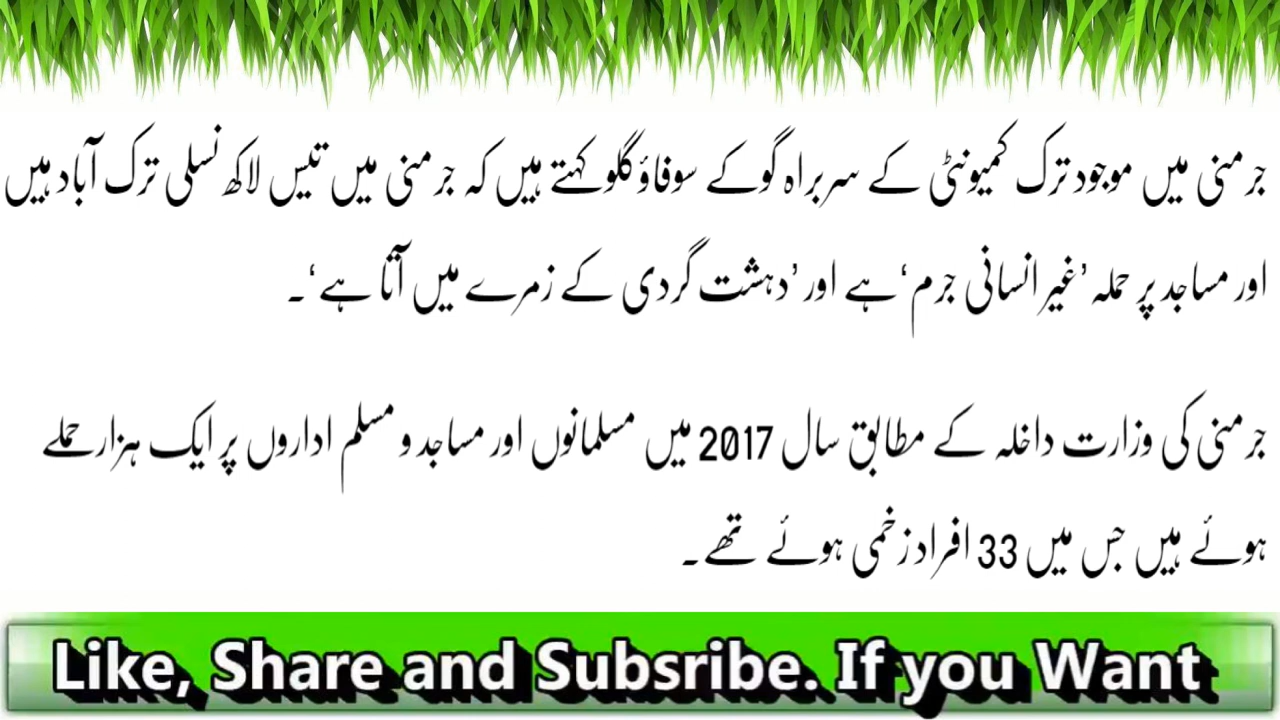 جرمنی میں موجود ترک کمیونٹی کے سربراہ گوکے سوفاؤگلو کہتے ہیں کہ جرمنی میں تیس لاکھ نسلی ترک آباد ہیں
اور مساجد پر حملہ ’غیر انسانی جرم‘ ہے اور ’دہشت گردی کے زمرے میں آتا ہے‘۔
جرمنی کی وزارت داخلہ کے مطابق سال 2017 میں مسلمانوں اور مساجد و مسلم اداروں پر ایک ہزار حملے
ہوئے ہیں جس میں 33 افراد زخمی ہوئے تھے۔
Like, Share and Subsribe. If you Want